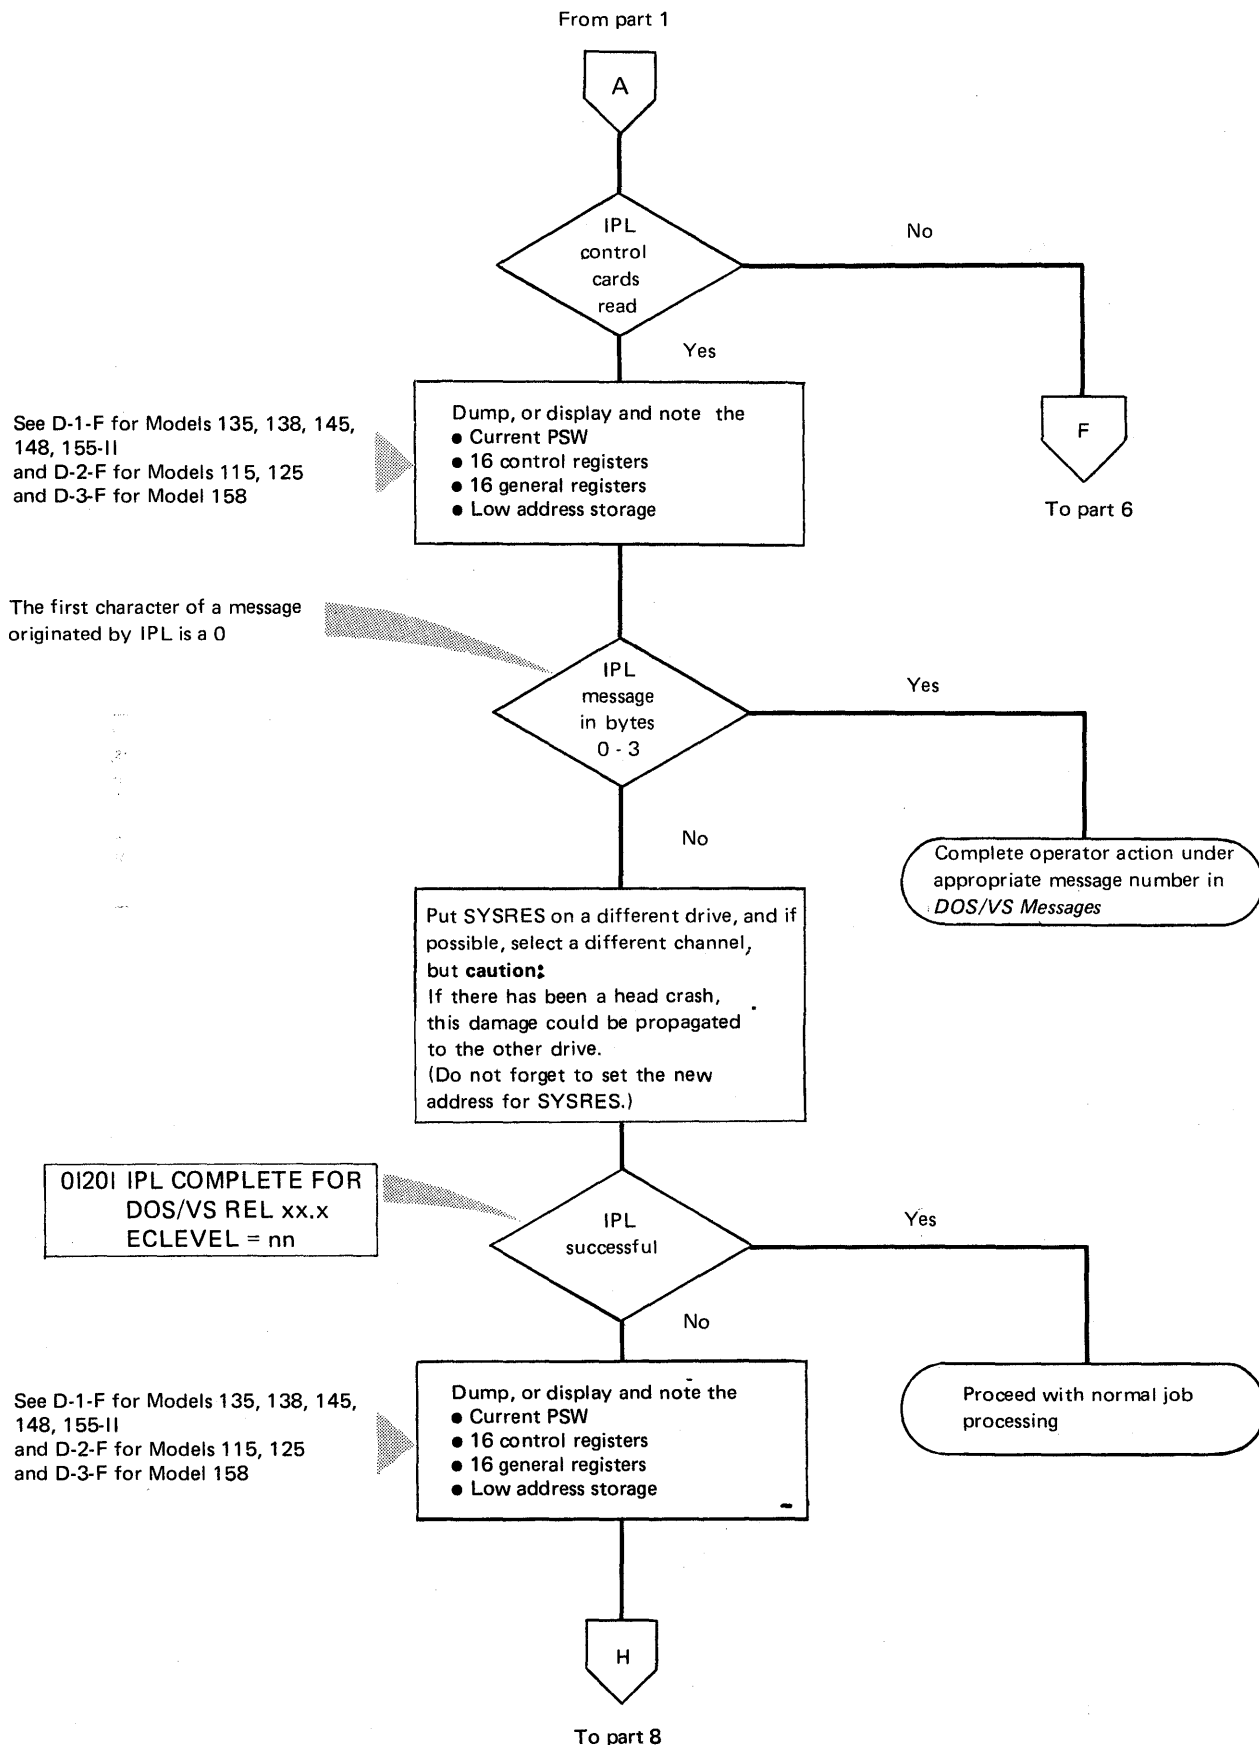 From part 1
A
IPL
control
cards
read
No
Yes
F
To part 6
See D-1-F for Models 135, 138, 145,
148, 155-II
and D-2-F for Models 115, 125
and D-3-F for Model 158
Dump, or display and note the
● Current PSW
● 16 control registers
● 16 general registers
● Low address storage
The first character of a message
originated by IPL is a 0
IPL
message
in bytes
0 - 3
Yes
No
Complete operator action under
appropriate message number in
DOS/VS Messages
Put SYSRES on a different drive, and if
possible, select a different channel,
but caution:
If there has been a head crash,
this damage could be propagated
to the other drive.
(Do not forget to set the new
address for SYSRES.)
0I20I IPL COMPLETE FOR
DOS/VS REL xx.x
ECLEVEL = nn
IPL
successful
Yes
No
Proceed with normal job
processing
See D-1-F for Models 135, 138, 145,
148, 155-II
and D-2-F for Models 115, 125
and D-3-F for Model 158
Dump, or display and note the
● Current PSW
● 16 control registers
● 16 general registers
● Low address storage
H
To part 8